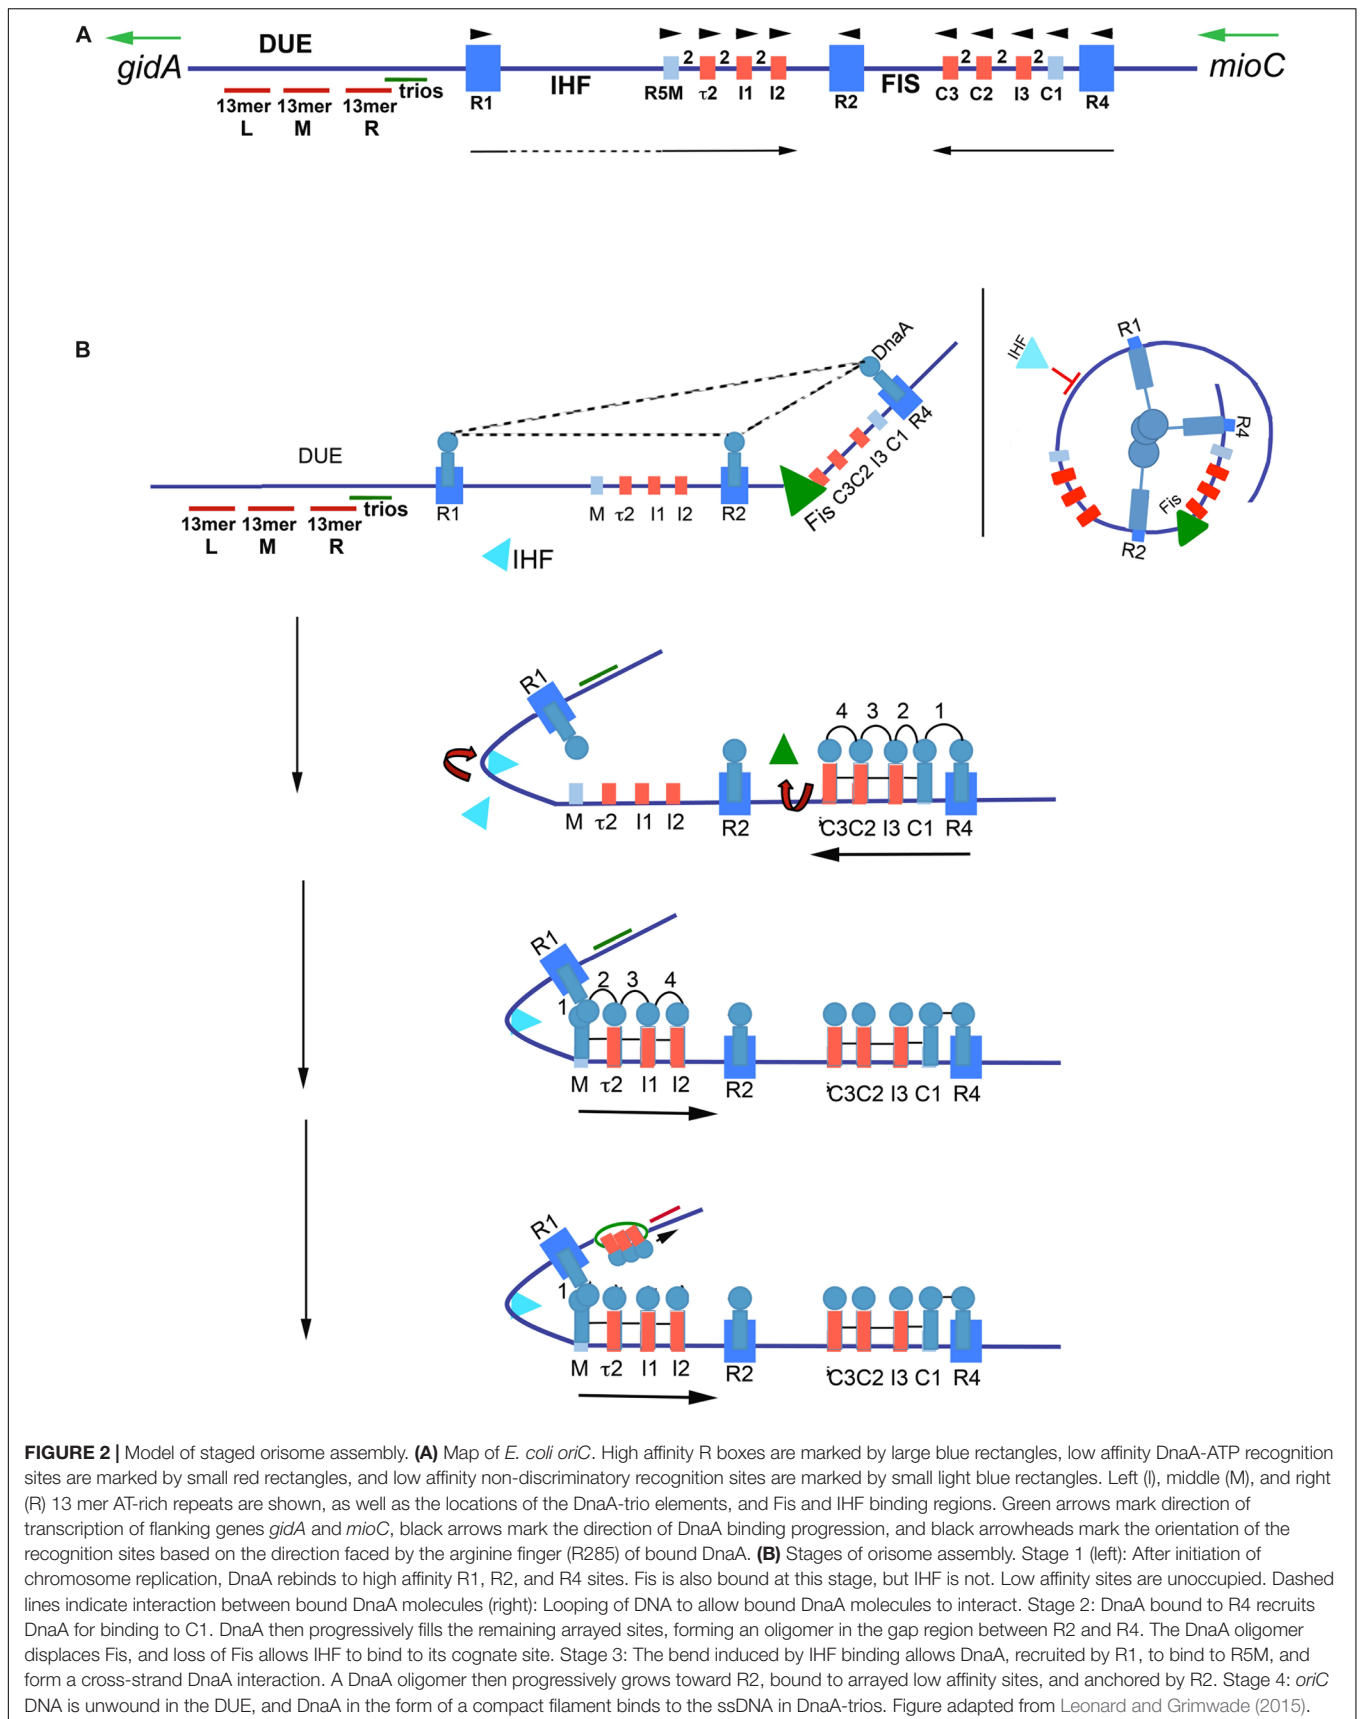 A
gidA
DUE
13mer
L
13mer
M
13mer
R
trios
R1
IHF
R5M
2
τ2
2
I1
2
I2
R2
FIS
C3
2
C2
2
I3
2
C1
R4
mioC
B
DUE
13mer
L
13mer
M
13mer
R
trios
R1
IHF
M τ2 I1 I2
R2
Fis C3C2 I3 C1 R4
DnaA
IHF
R1
R4
Fis
R2
R1
M τ2 I1 I2
R2
4 3 2 1
C3C2 I3 C1 R4
R1
1 2 3 4
M τ2 I1 I2
R2
C3C2 I3 C1 R4
R1
1
M τ2 I1 I2
R2
C3C2 I3 C1 R4
FIGURE 2 | Model of staged orisome assembly. (A) Map of E. coli oriC. High affinity R boxes are marked by large blue rectangles, low affinity DnaA-ATP recognition
sites are marked by small red rectangles, and low affinity non-discriminatory recognition sites are marked by small light blue rectangles. Left (l), middle (M), and right
(R) 13 mer AT-rich repeats are shown, as well as the locations of the DnaA-trio elements, and Fis and IHF binding regions. Green arrows mark direction of
transcription of flanking genes gidA and mioC, black arrows mark the direction of DnaA binding progression, and black arrowheads mark the orientation of the
recognition sites based on the direction faced by the arginine finger (R285) of bound DnaA. (B) Stages of orisome assembly. Stage 1 (left): After initiation of
chromosome replication, DnaA rebinds to high affinity R1, R2, and R4 sites. Fis is also bound at this stage, but IHF is not. Low affinity sites are unoccupied. Dashed
lines indicate interaction between bound DnaA molecules (right): Looping of DNA to allow bound DnaA molecules to interact. Stage 2: DnaA bound to R4 recruits
DnaA for binding to C1. DnaA then progressively fills the remaining arrayed sites, forming an oligomer in the gap region between R2 and R4. The DnaA oligomer
displaces Fis, and loss of Fis allows IHF to bind to its cognate site. Stage 3: The bend induced by IHF binding allows DnaA, recruited by R1, to bind to R5M, and
form a cross-strand DnaA interaction. A DnaA oligomer then progressively grows toward R2, bound to arrayed low affinity sites, and anchored by R2. Stage 4: oriC
DNA is unwound in the DUE, and DnaA in the form of a compact filament binds to the ssDNA in DnaA-trios. Figure adapted from Leonard and Grimwade (2015).